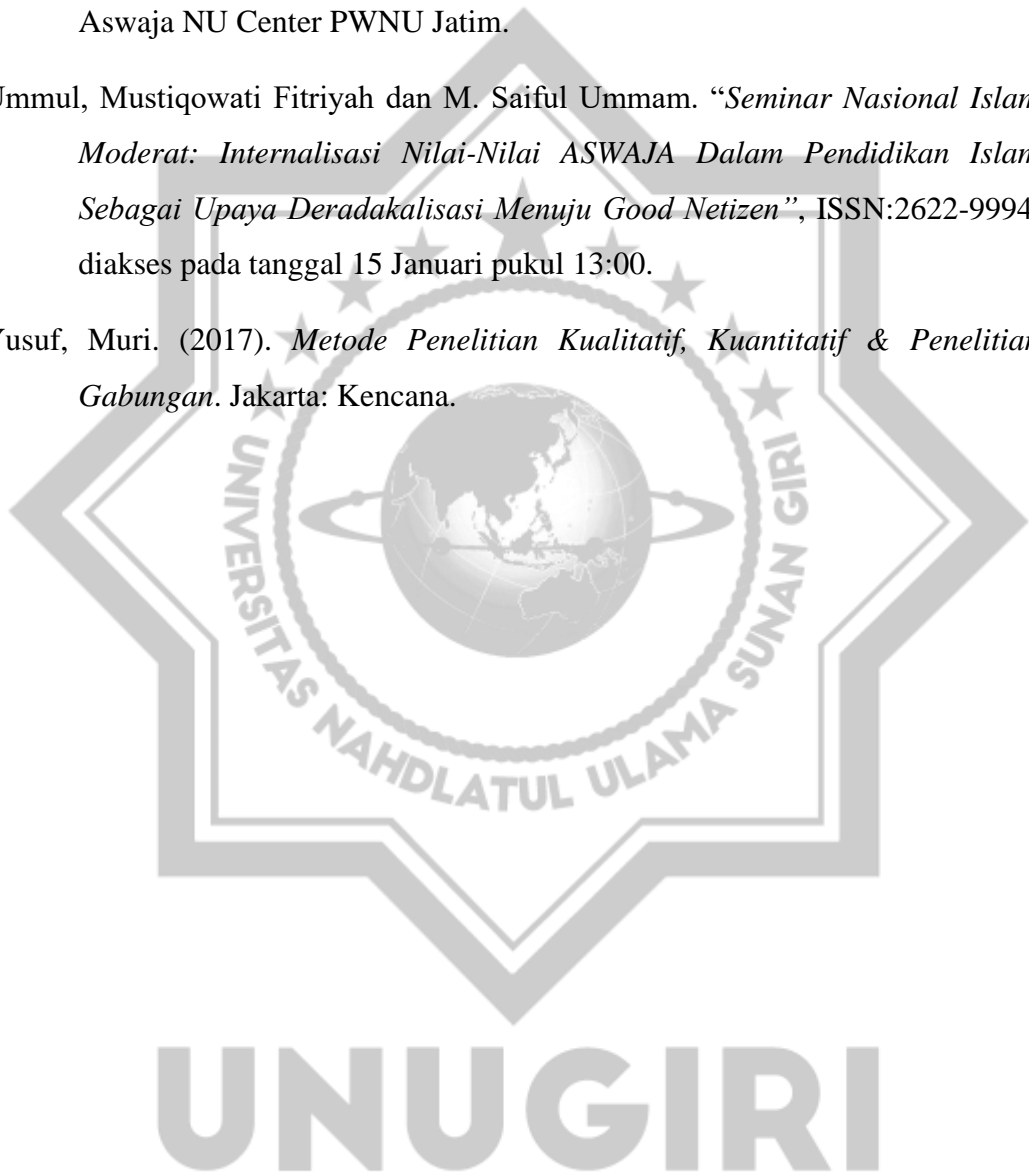 Aswaja NU Center PWNU Jatim.
Ummul, Mustiqowati Fitriyah dan M. Saiful Ummam. “Seminar Nasional Islam
Moderat: Internalisasi Nilai-Nilai ASWAJA Dalam Pendidikan Islam
Sebagai Upaya Deradakalisasi Menuju Good Netizen”, ISSN:2622-9994
diakses pada tanggal 15 Januari pukul 13:00.
Yusuf, Muri. (2017). Metode Penelitian Kualitatif, Kuantitatif & Penelitian
Gabungan. Jakarta: Kencana.
UNIVERSITAS NAHDLATUL ULAMA SUNAN GIRI
UNUGIRI